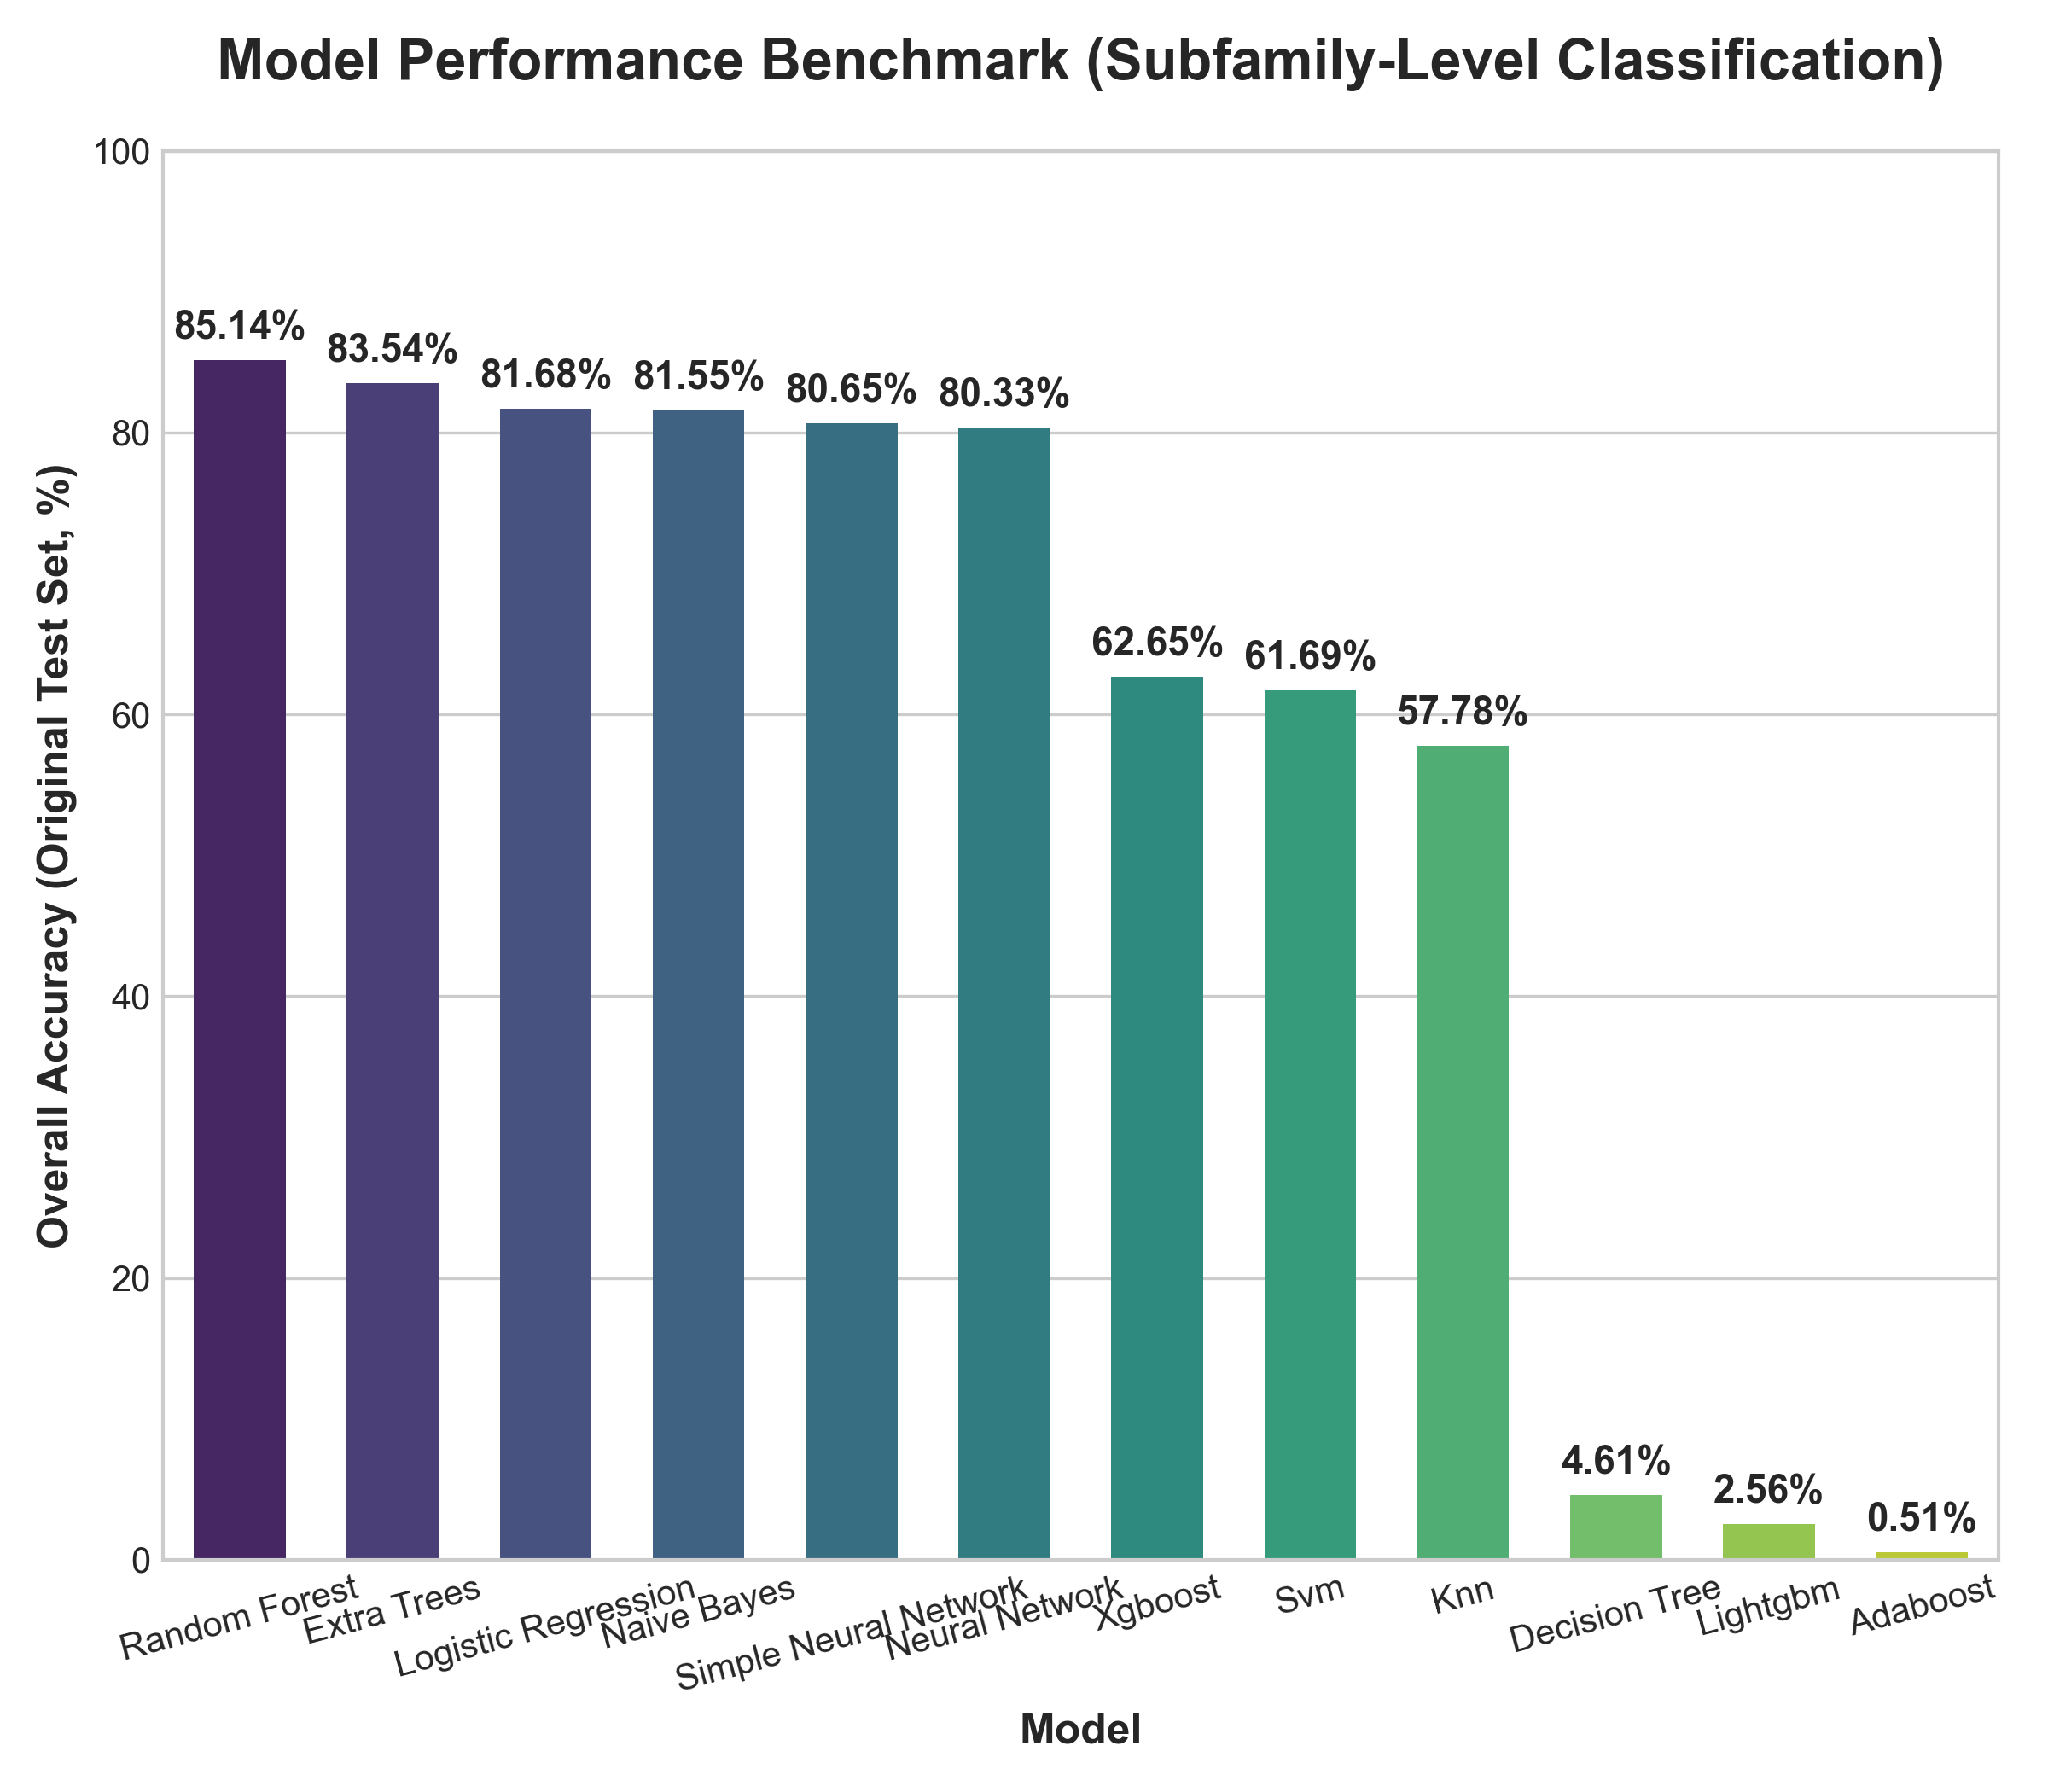 Model Performance Benchmark (Subfamily-Level Classification)
Overall Accuracy (Original Test Set, %)
100
80
60
40
20
0
85.14%
83.54%
81.68%
81.55%
80.65%
80.33%
62.65%
61.69%
57.78%
4.61%
2.56%
0.51%
Random Forest
Extra Trees
Logistic Regression
Naive Bayes
Simple Neural Network
Neural Network
Xgboost
Svm
Knn
Decision Tree
Lightgbm
Adaboost
Model